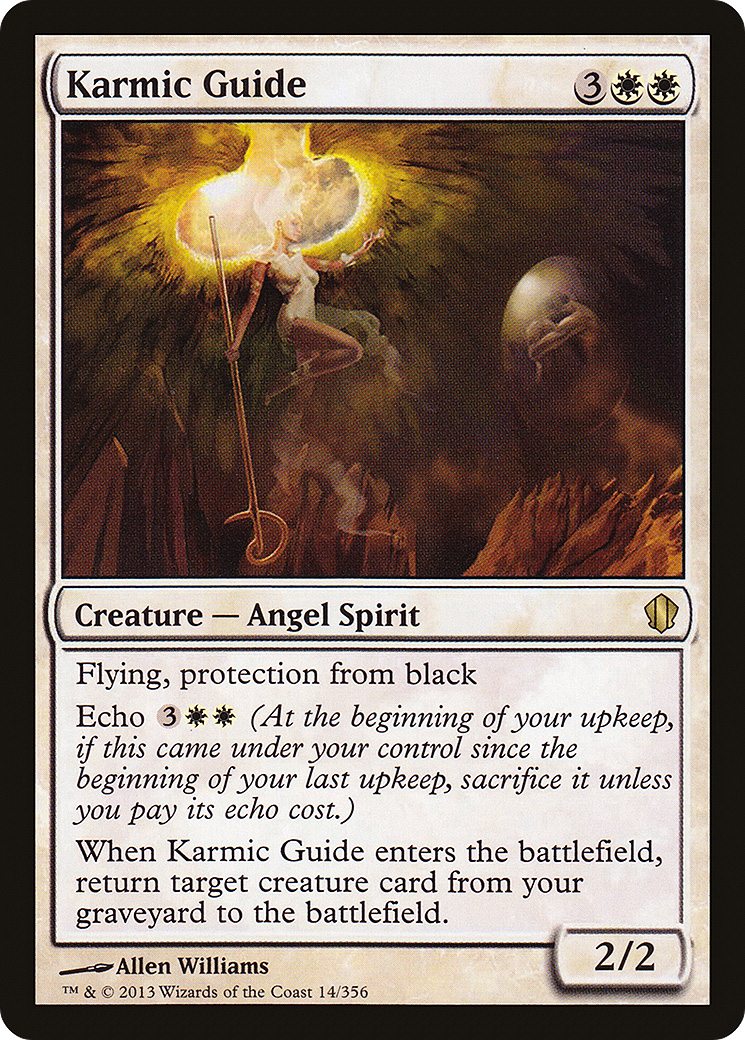 Karmic Guide 3
Creature — Angel Spirit
Flying, protection from black
Echo 3 (At the beginning of your upkeep,
if this came under your control since the
beginning of your last upkeep, sacrifice it unless
you pay its echo cost.)
When Karmic Guide enters the battlefield,
return target creature card from your
graveyard to the battlefield.
2/2
Allen Williams
™ & © 2013 Wizards of the Coast 14/356